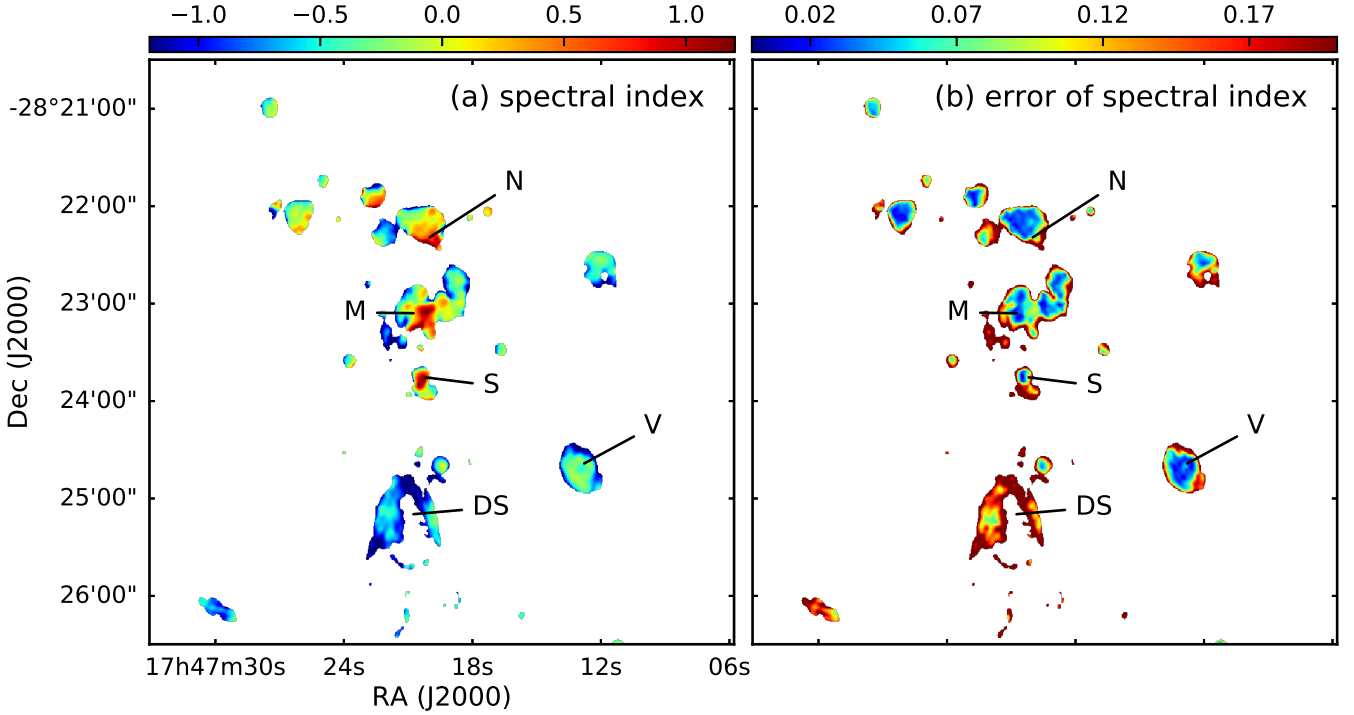 −1.0 −0.5 0.0 0.5 1.0 0.02 0.07 0.12 0.17
(a) spectral index (b) error of spectral index
-28°21'00"
22'00"
23'00"
24'00"
25'00"
26'00"
Dec (J2000)
N
M
S
V
DS
N
M
S
V
DS
17h47m30s 24s 18s 12s 06s
RA (J2000)